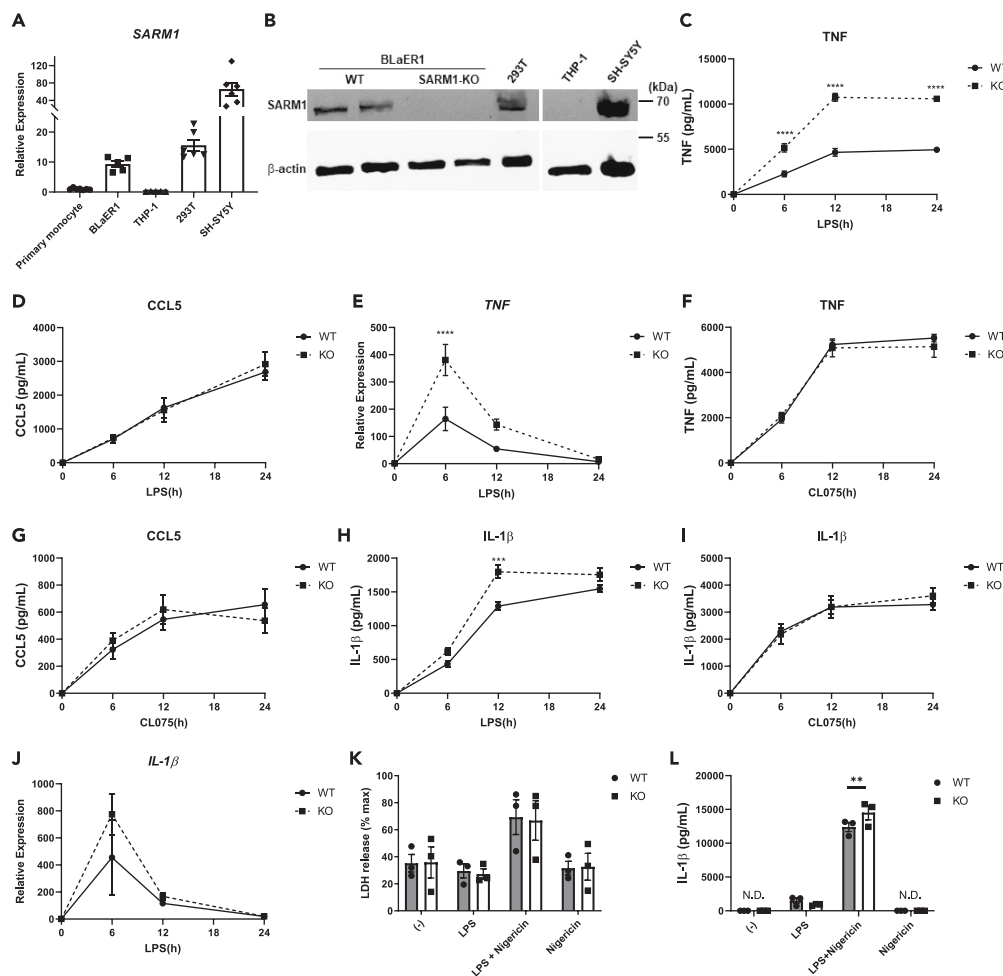 A
SARM1
Relative Expression
120
80
40
20
10
0
Primary monocyte
BLaER1
THP-1
293T
SH-SY5Y
B
BLaER1
WT
SARM1-KO
293T
THP-1
SH-SY5Y
(kDa)
SARM1
70
55
β-actin
C
TNF
TNF (pg/mL)
15000
10000
5000
0
****
****
****
0 6 12 18 24
LPS(h)
WT
KO
D
CCL5
CCL5 (pg/mL)
4000
3000
2000
1000
0
0 6 12 18 24
LPS(h)
WT
KO
E
TNF
Relative Expression
500
400
300
200
100
0
****
0 6 12 18 24
LPS(h)
WT
KO
F
TNF
TNF (pg/mL)
6000
4000
2000
0
0 6 12 18 24
CL075(h)
WT
KO
G
CCL5
CCL5 (pg/mL)
1000
800
600
400
200
0
0 6 12 18 24
CL075(h)
WT
KO
H
IL-1β
IL-1β (pg/mL)
2000
1500
1000
500
0
***
0 6 12 18 24
LPS(h)
WT
KO
I
IL-1β
IL-1β (pg/mL)
5000
4000
3000
2000
1000
0
0 6 12 18 24
CL075(h)
WT
KO
J
IL-1β
Relative Expression
1000
800
600
400
200
0
0 6 12 18 24
LPS(h)
WT
KO
K
LDH release (% max)
100
80
60
40
20
0
(-)
LPS
LPS + Nigericin
Nigericin
WT
KO
L
IL-1β (pg/mL)
20000
15000
10000
5000
0
N.D.
**
N.D.
(-)
LPS
LPS+Nigericin
Nigericin
WT
KO